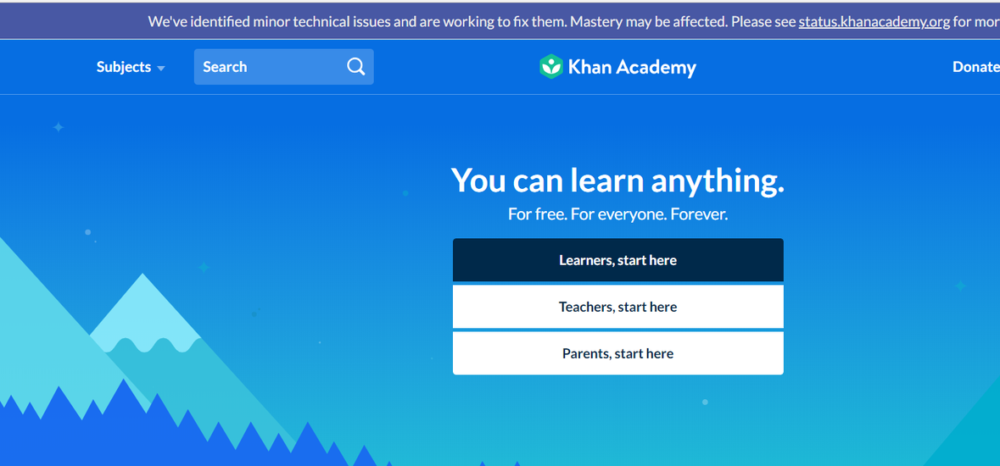 We've identified minor technical issues and are working to fix them. Mastery may be affected. Please see status.khanacademy.org for mor
Subjects
Search
Khan Academy
Donate
You can learn anything.
For free. For everyone. Forever.
Learners, start here
Teachers, start here
Parents, start here